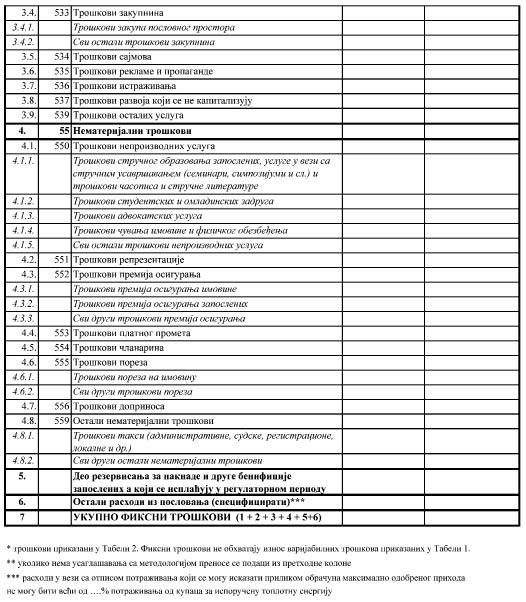 3.4. 533 Трошкови закупнина
3.4.1. Трошкови закупа пословног простора
3.4.2. Сви остали трошкови закупнина
3.5. 534 Трошкови сајмова
3.6. 535 Трошкови рекламе и пропаганде
3.7. 536 Трошкови истраживања
3.8. 537 Трошкови развоја који се не капитализују
3.9. 539 Трошкови осталих услуга
4. 55 Нематеријални трошкови
4.1. 550 Трошкови непроизводних услуга
4.1.1. Трошкови стручног образовања запослених, услуге у вези са
стручним усавршавањем (семинари, симпозијуми и сл.) и
трошкови часописа и стручне литературе
4.1.2. Трошкови студентских и омладинских задруга
4.1.3. Трошкови адвокатских услуга
4.1.4. Трошкови чувања имовине и физичког обезбеђења
4.1.5. Сви остали трошкови непроизводних услуга
4.2. 551 Трошкови репрезентације
4.3. 552 Трошкови премија осигурања
4.3.1. Трошкови премија осигурања имовине
4.3.2. Трошкови премија осигурања запослених
4.3.3. Сви други трошкови премија осигурања
4.4. 553 Трошкови платног промета
4.5. 554 Трошкови чланарина
4.6. 555 Трошкови пореза
4.6.1. Трошкови пореза на имовину
4.6.2. Сви други трошкови пореза
4.7. 556 Трошкови доприноса
4.8. 559 Остали нематеријални трошкови
4.8.1. Трошкови такси (административне, судске, регистрационе,
локалне и др.)
4.8.2. Сви други остали нематеријални трошкови
5. Део резервисања за накнаде и друге бенифиције
запослених а који се исплаћују у регулаторном периоду
6. Остали расходи из пословања (специфицирати)***
7 УКУПНО ФИКСНИ ТРОШКОВИ (1 + 2 + 3 + 4 + 5+6)
* трошкови приказани у Табели 2. Фиксни трошкови не обхватају износ варијабилних трошкова приказаних у Табели 1.
** уколико нема усаглашавања са методологијом преносе се подаци из претходне колоне
*** расходи у вези са отписом потраживања који се могу исказати приликом обрачуна максимално одобреног прихода
не могу бити већи од ....% потраживања од купаца за испоручену топлотну енергију